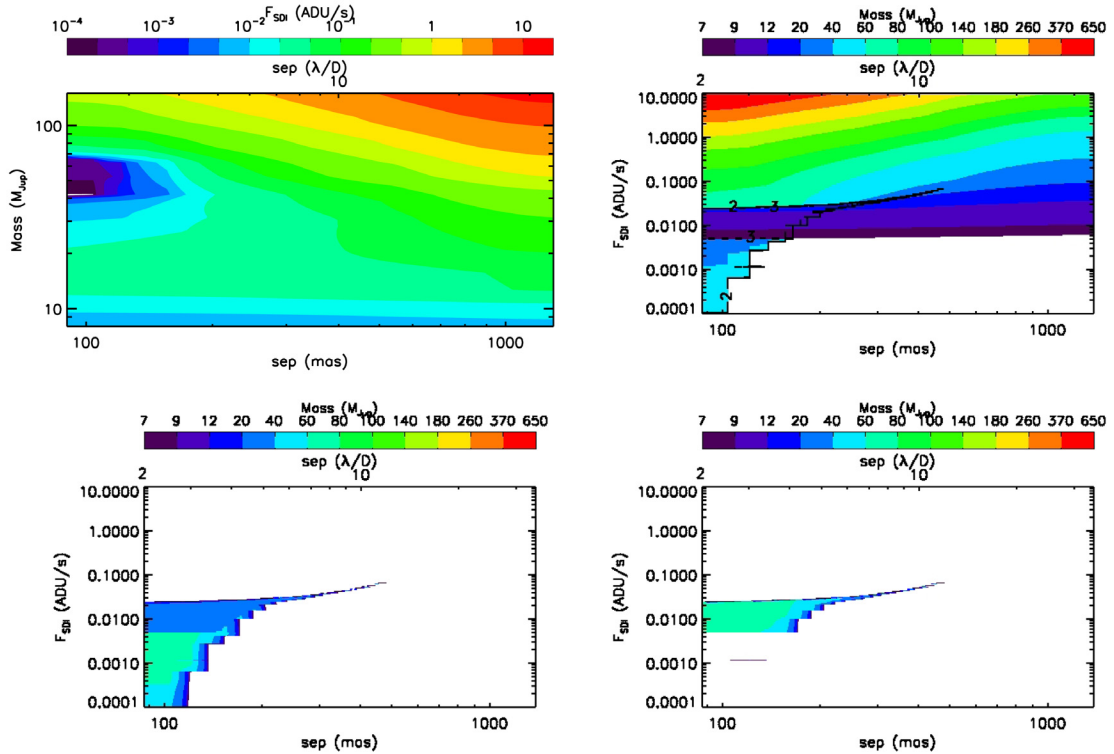 F_SDI (ADU/s)
10⁻⁴ 10⁻³ 10⁻² 10⁻¹ 1 10
sep (λ/D)
10
Mass (M_Jup)
100
10
100 1000
sep (mas)
Mass (M_Jup)
7 9 12 20 40 60 80 100 140 180 260 370 650
sep (λ/D)
2 10
F_SDI (ADU/s)
10.0000
1.0000
0.1000
0.0100
0.0010
0.0001
2 3
3
2
100 1000
sep (mas)
Mass (M_Jup)
7 9 12 20 40 60 80 100 140 180 260 370 650
sep (λ/D)
2 10
F_SDI (ADU/s)
10.0000
1.0000
0.1000
0.0100
0.0010
0.0001
100 1000
sep (mas)
Mass (M_Jup)
7 9 12 20 40 60 80 100 140 180 260 370 650
sep (λ/D)
2 10
F_SDI (ADU/s)
10.0000
1.0000
0.1000
0.0100
0.0010
0.0001
100 1000
sep (mas)